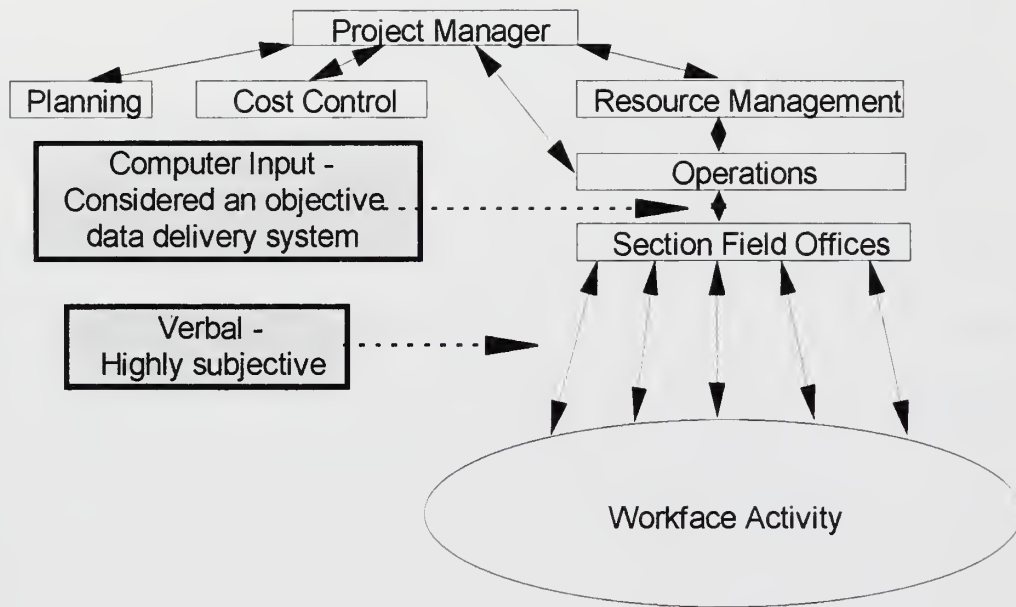 Project Manager
Planning
Cost Control
Resource Management
Computer Input -
Considered an objective
data delivery system
Operations
Section Field Offices
Verbal -
Highly subjective
Workface Activity